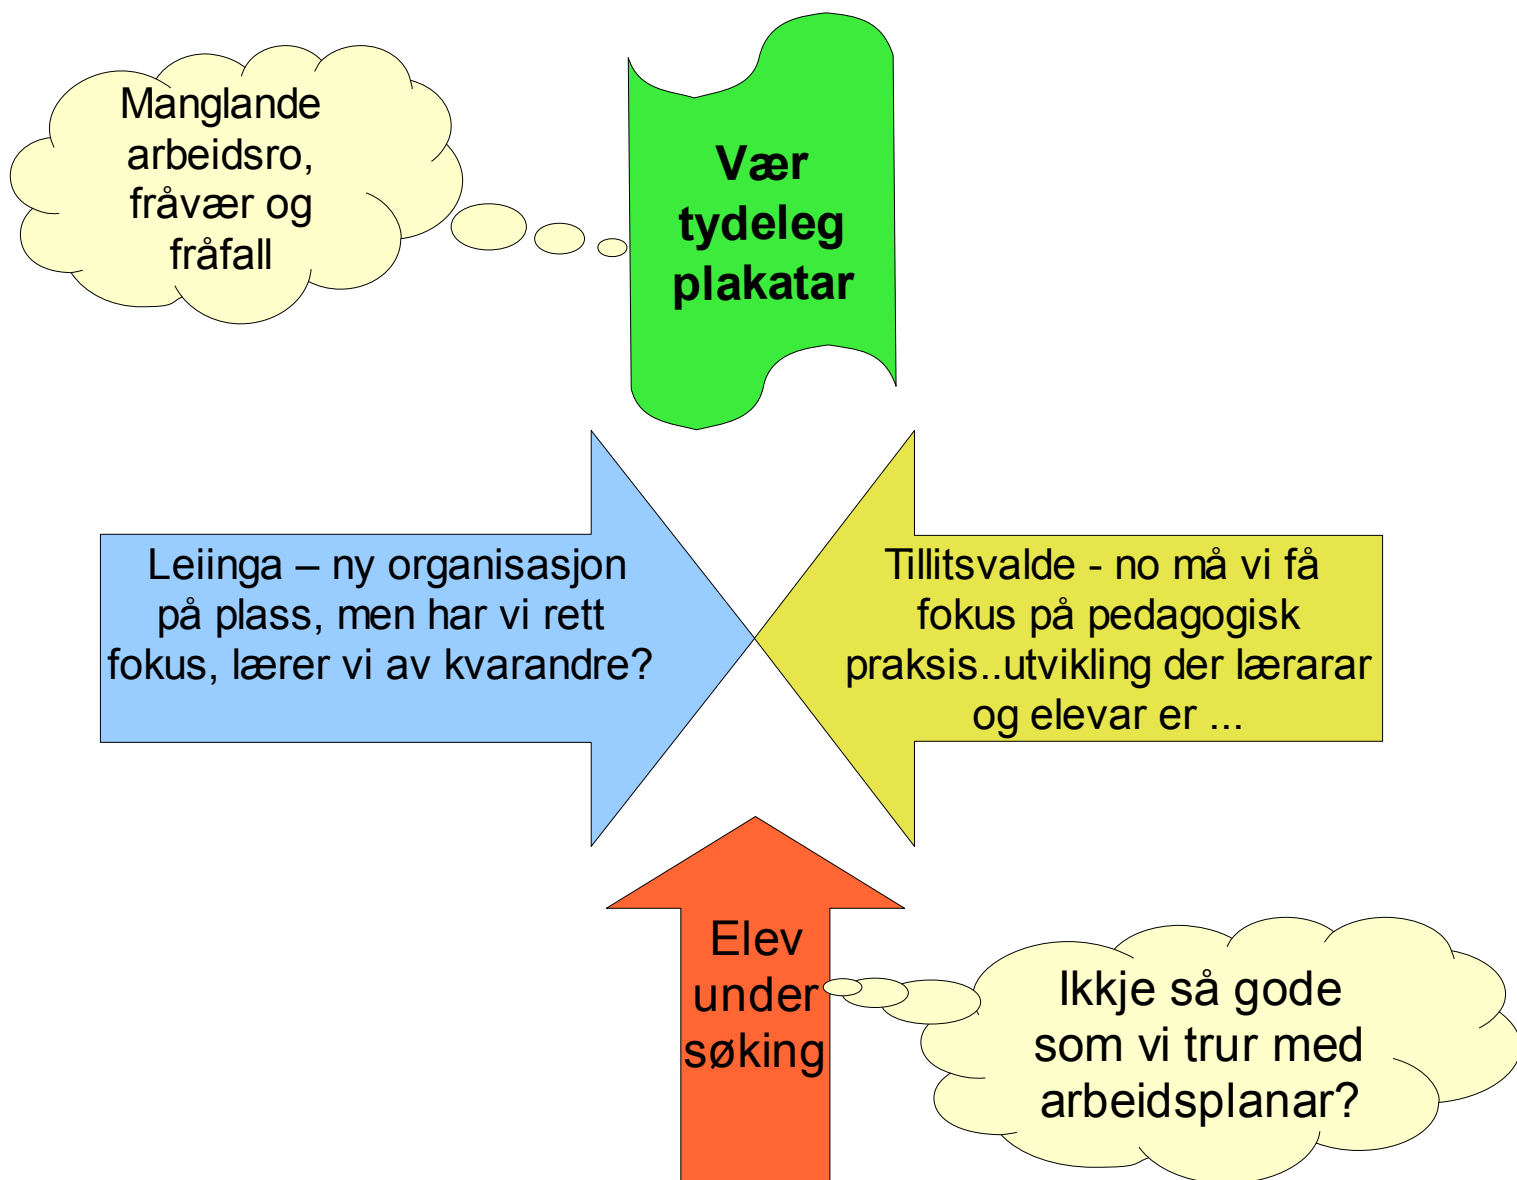 Manglande
arbeidsro,
fråvær og
fråfall
Vær
tydeleg
plakatar
Leiinga – ny organisasjon
på plass, men har vi rett
fokus, lærer vi av kvarandre?
Tillitsvalde - no må vi få
fokus på pedagogisk
praksis..utvikling der lærarar
og elevar er ...
Elev
under
søking
Ikkje så gode
som vi trur med
arbeidsplanar?